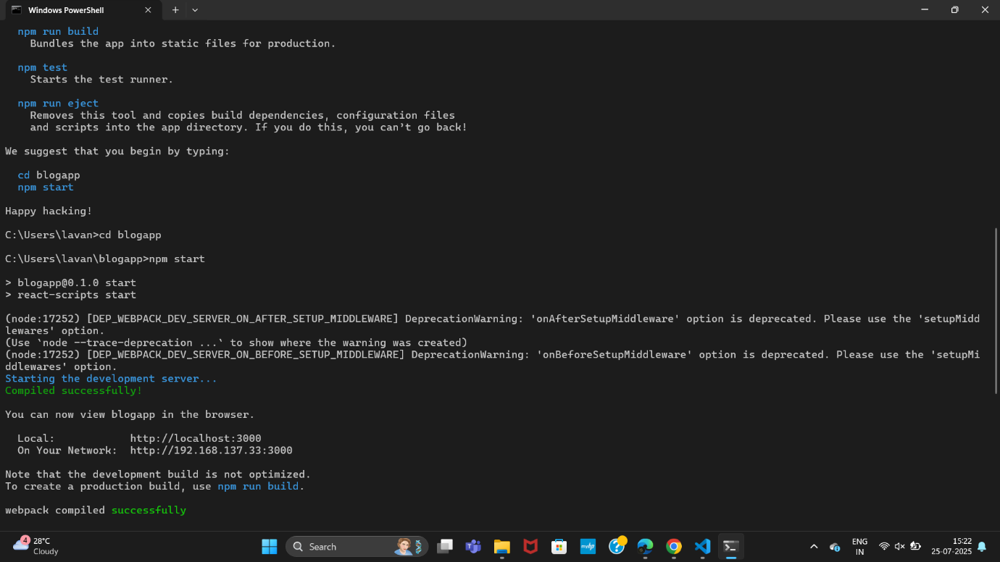 Windows PowerShell
npm run build
Bundles the app into static files for production.
npm test
Starts the test runner.
npm run eject
Removes this tool and copies build dependencies, configuration files
and scripts into the app directory. If you do this, you can’t go back!
We suggest that you begin by typing:
cd blogapp
npm start
Happy hacking!
C:\Users\lavan>cd blogapp
C:\Users\lavan\blogapp>npm start
> blogapp@0.1.0 start
> react-scripts start
(node:17252) [DEP_WEBPACK_DEV_SERVER_ON_AFTER_SETUP_MIDDLEWARE] DeprecationWarning: 'onAfterSetupMiddleware' option is deprecated. Please use the 'setupMidd
lewares' option.
(Use `node --trace-deprecation ...` to show where the warning was created)
(node:17252) [DEP_WEBPACK_DEV_SERVER_ON_BEFORE_SETUP_MIDDLEWARE] DeprecationWarning: 'onBeforeSetupMiddleware' option is deprecated. Please use the 'setupMi
ddlewares' option.
Starting the development server...
Compiled successfully!
You can now view blogapp in the browser.
Local: http://localhost:3000
On Your Network: http://192.168.137.33:3000
Note that the development build is not optimized.
To create a production build, use npm run build.
webpack compiled successfully
4 28°C
Cloudy
Search
myhp
ENG
IN
15:22
25-07-2025